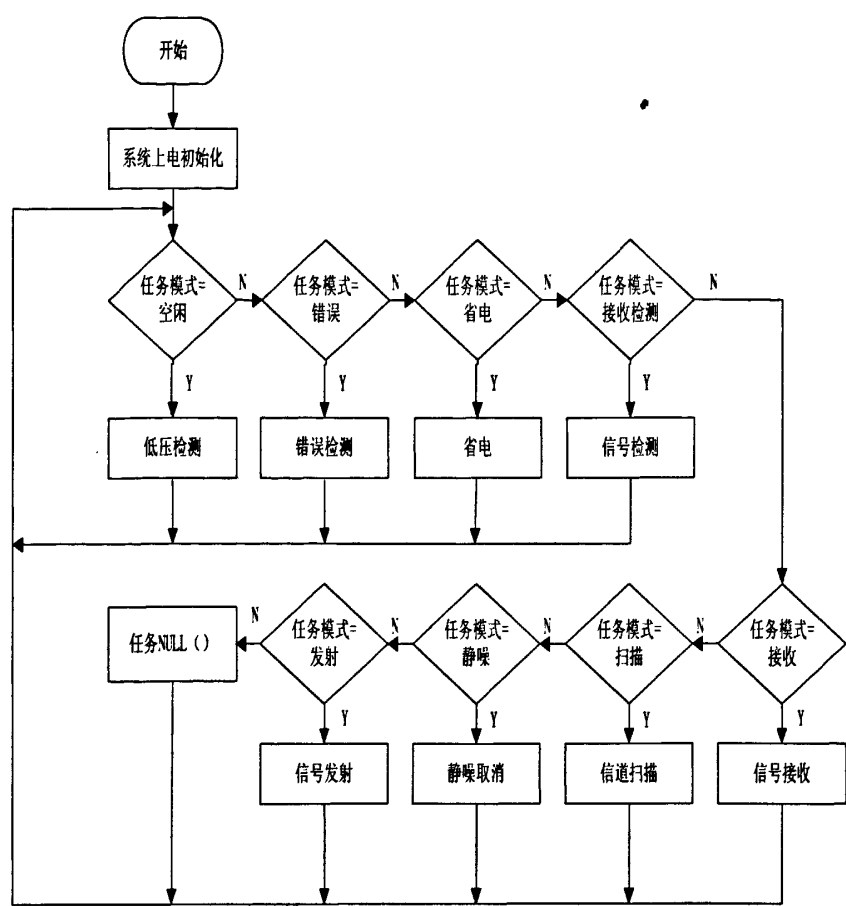 开始
系统上电初始化
任务模式=
空闲
N
任务模式=
错误
N
任务模式=
省电
N
任务模式=
接收检测
N
Y
Y
Y
Y
低压检测
错误检测
省电
信号检测
任务NULL（）
N
任务模式=
发射
N
任务模式=
静噪
N
任务模式=
扫描
N
任务模式=
接收
Y
Y
Y
Y
信号发射
静噪取消
信道扫描
信号接收